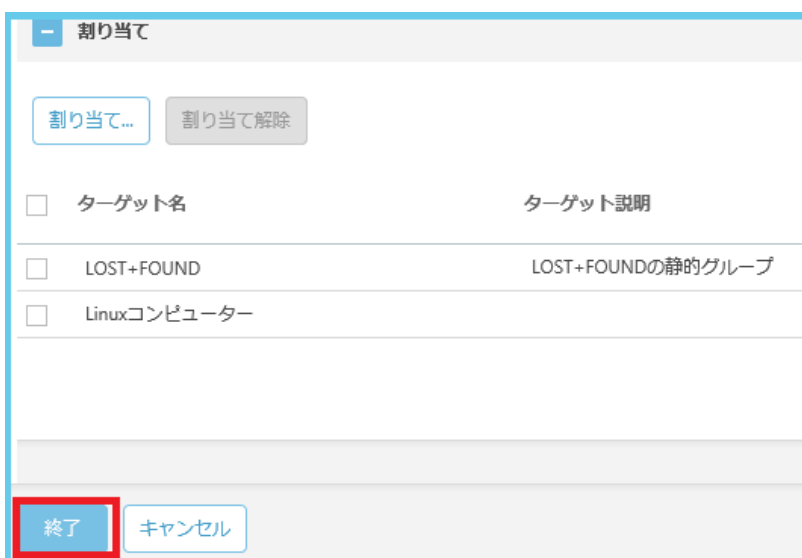 割り当て
割り当て... 割り当て解除
ターゲット名 ターゲット説明
LOST+FOUND LOST+FOUNDの静的グループ
Linuxコンピューター
終了 キャンセル